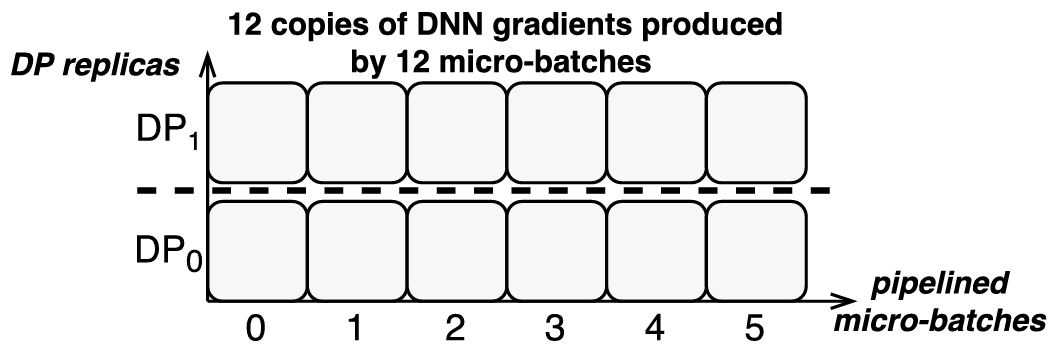 12 copies of DNN gradients produced
by 12 micro-batches
DP replicas
DP₁
DP₀
0 1 2 3 4 5
pipelined
micro-batches